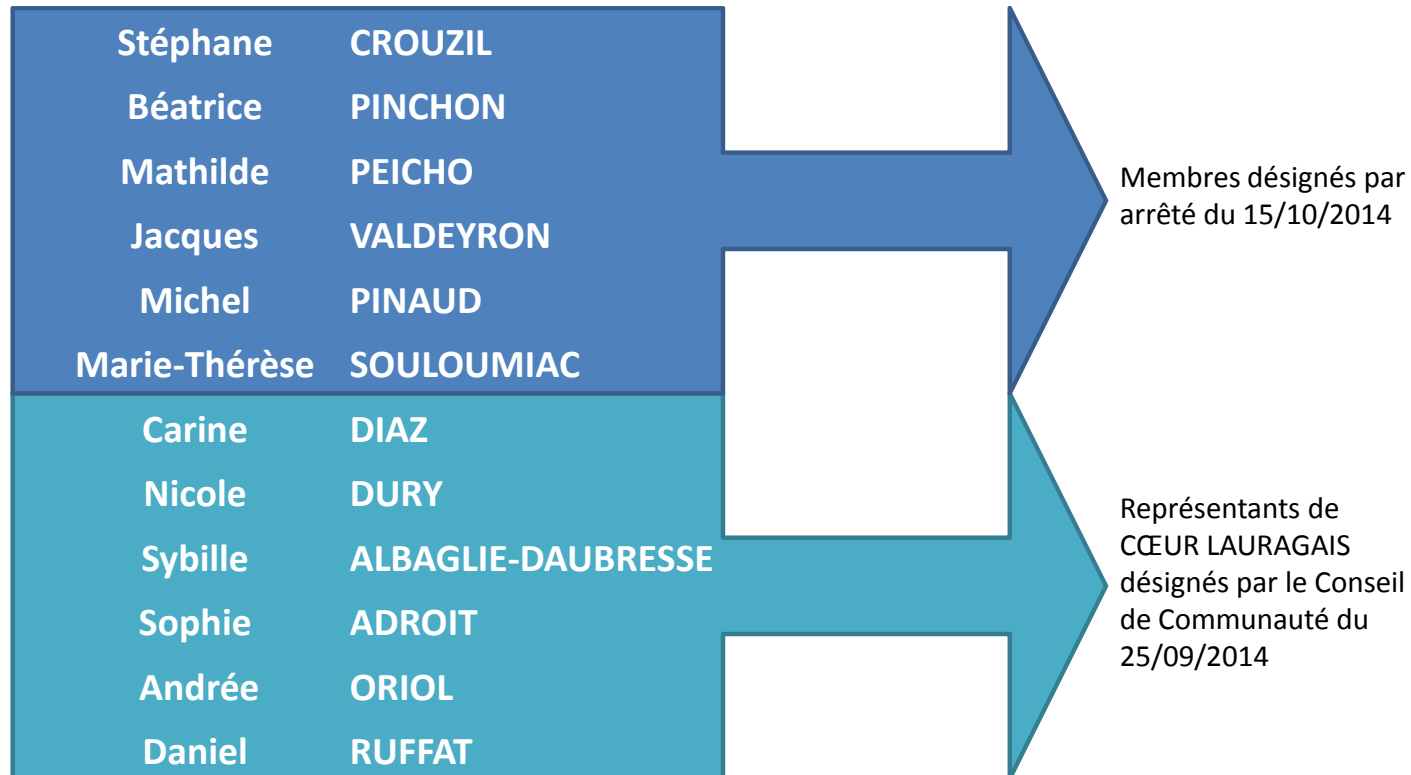 Stéphane CROUZIL
Béatrice PINCHON
Mathilde PEICHO
Jacques VALDEYRON
Michel PINAUD
Marie-Thérèse SOULOUMIAC
Membres désignés par
arrêté du 15/10/2014
Carine DIAZ
Nicole DURY
Sybille ALBAGLIE-DAUBRESSE
Sophie ADROIT
Andrée ORIOL
Daniel RUFFAT
Représentants de
CŒUR LAURAGAIS
désignés par le Conseil
de Communauté du
25/09/2014